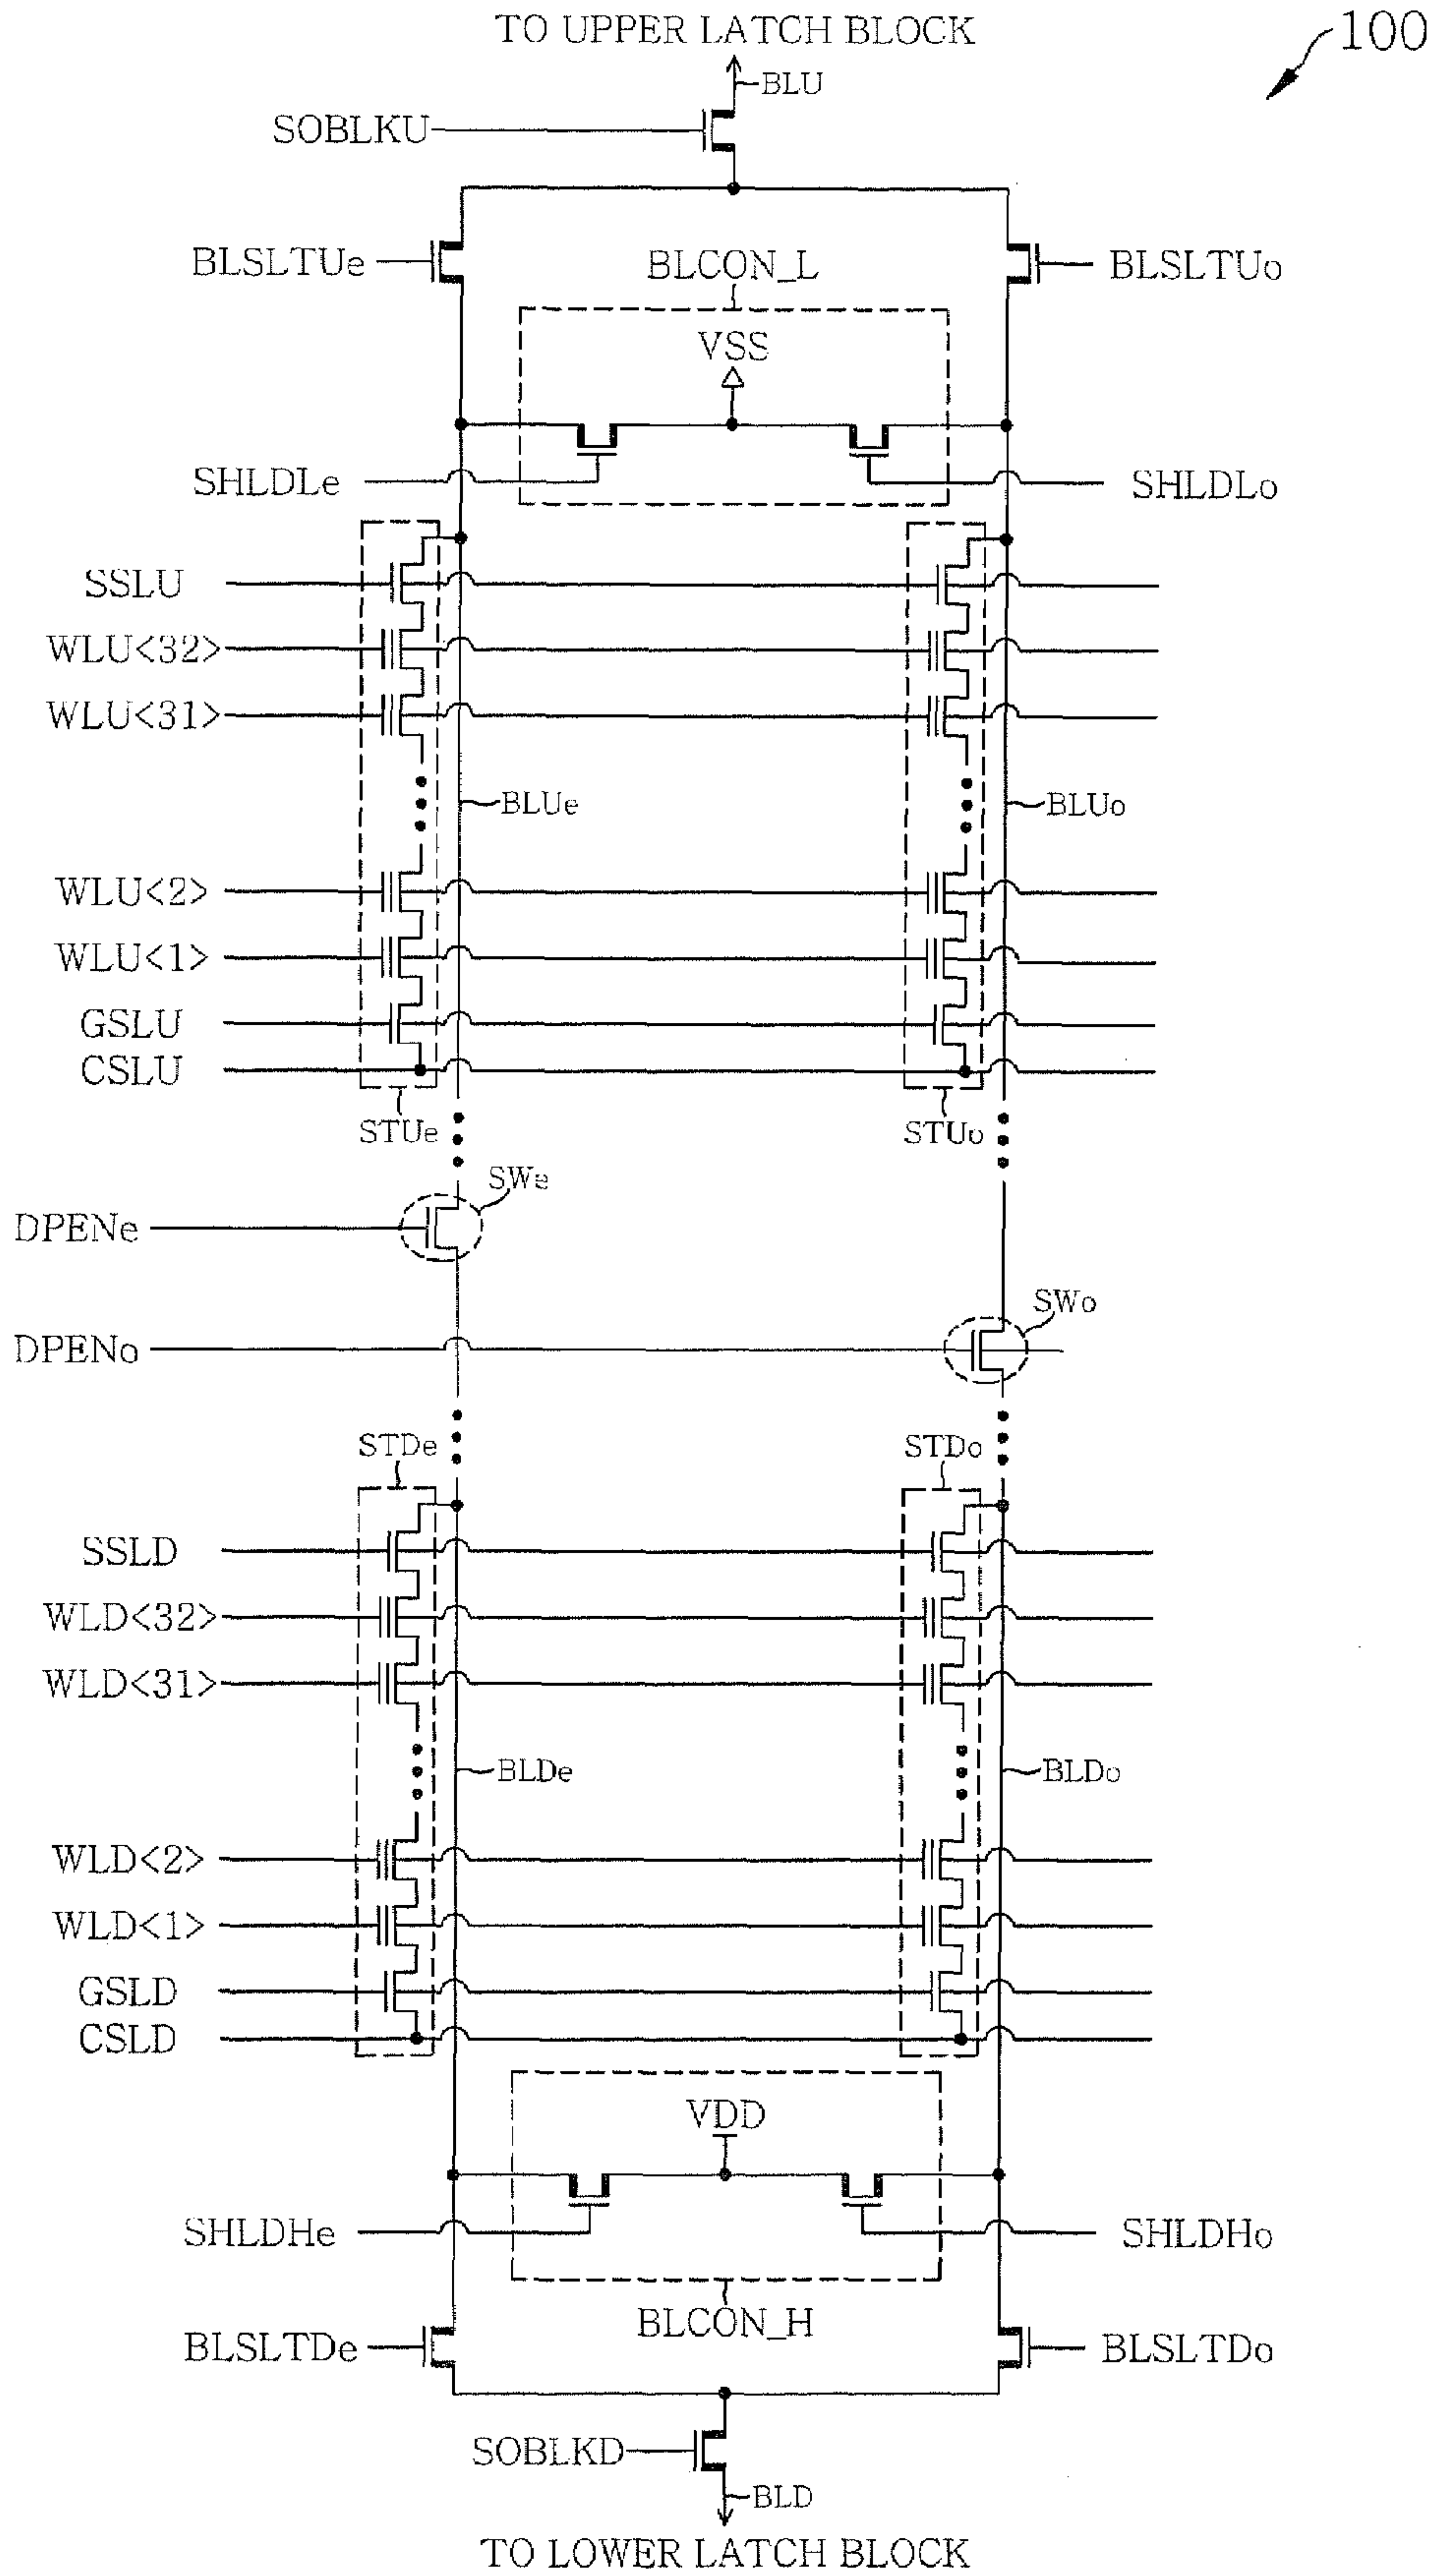 TO UPPER LATCH BLOCK
100
BLU
SOBLKU
BLSLTUe
BLCON_L
BLSLTUo
VSS
SHLDLe
SHLDLo
SSLU
WLU<32>
WLU<31>
BLUe
BLUo
WLU<2>
WLU<1>
GSLU
CSLU
STUe
STUo
SWe
DPENe
SWo
DPENo
STDe
STDo
SSLD
WLD<32>
WLD<31>
BLDe
BLDo
WLD<2>
WLD<1>
GSLD
CSLD
VDD
SHLDHe
SHLDHo
BLCON_H
BLSLTDe
BLSLTDo
SOBLKD
BLD
TO LOWER LATCH BLOCK